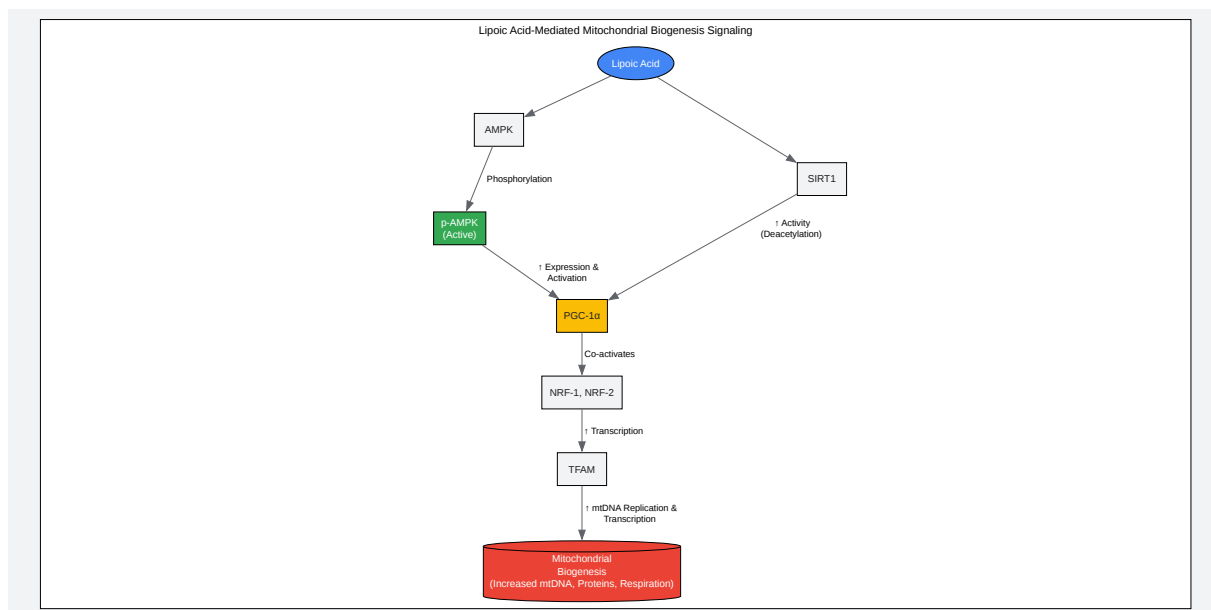 Lipoic Acid-Mediated Mitochondrial Biogenesis Signaling
Lipoic Acid
AMPK
SIRT1
Phosphorylation
p-AMPK
(Active)
↑ Activity
(Deacetylation)
↑ Expression &
Activation
PGC-1α
Co-activates
NRF-1, NRF-2
↑ Transcription
TFAM
↑ mtDNA Replication &
Transcription
Mitochondrial
Biogenesis
(Increased mtDNA, Proteins, Respiration)